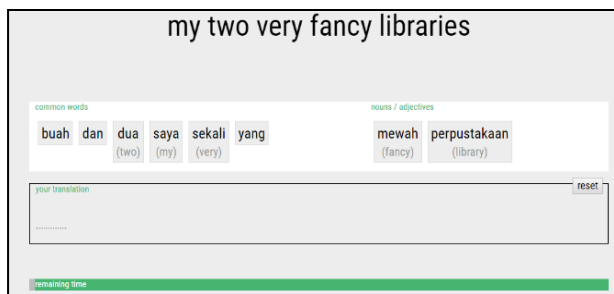 my two very fancy libraries
common words
nouns / adjectives
buah dan dua saya sekali yang
(two) (my) (very)
mewah perpustakaan
(fancy) (library)
reset
your translation
.............
remaining time